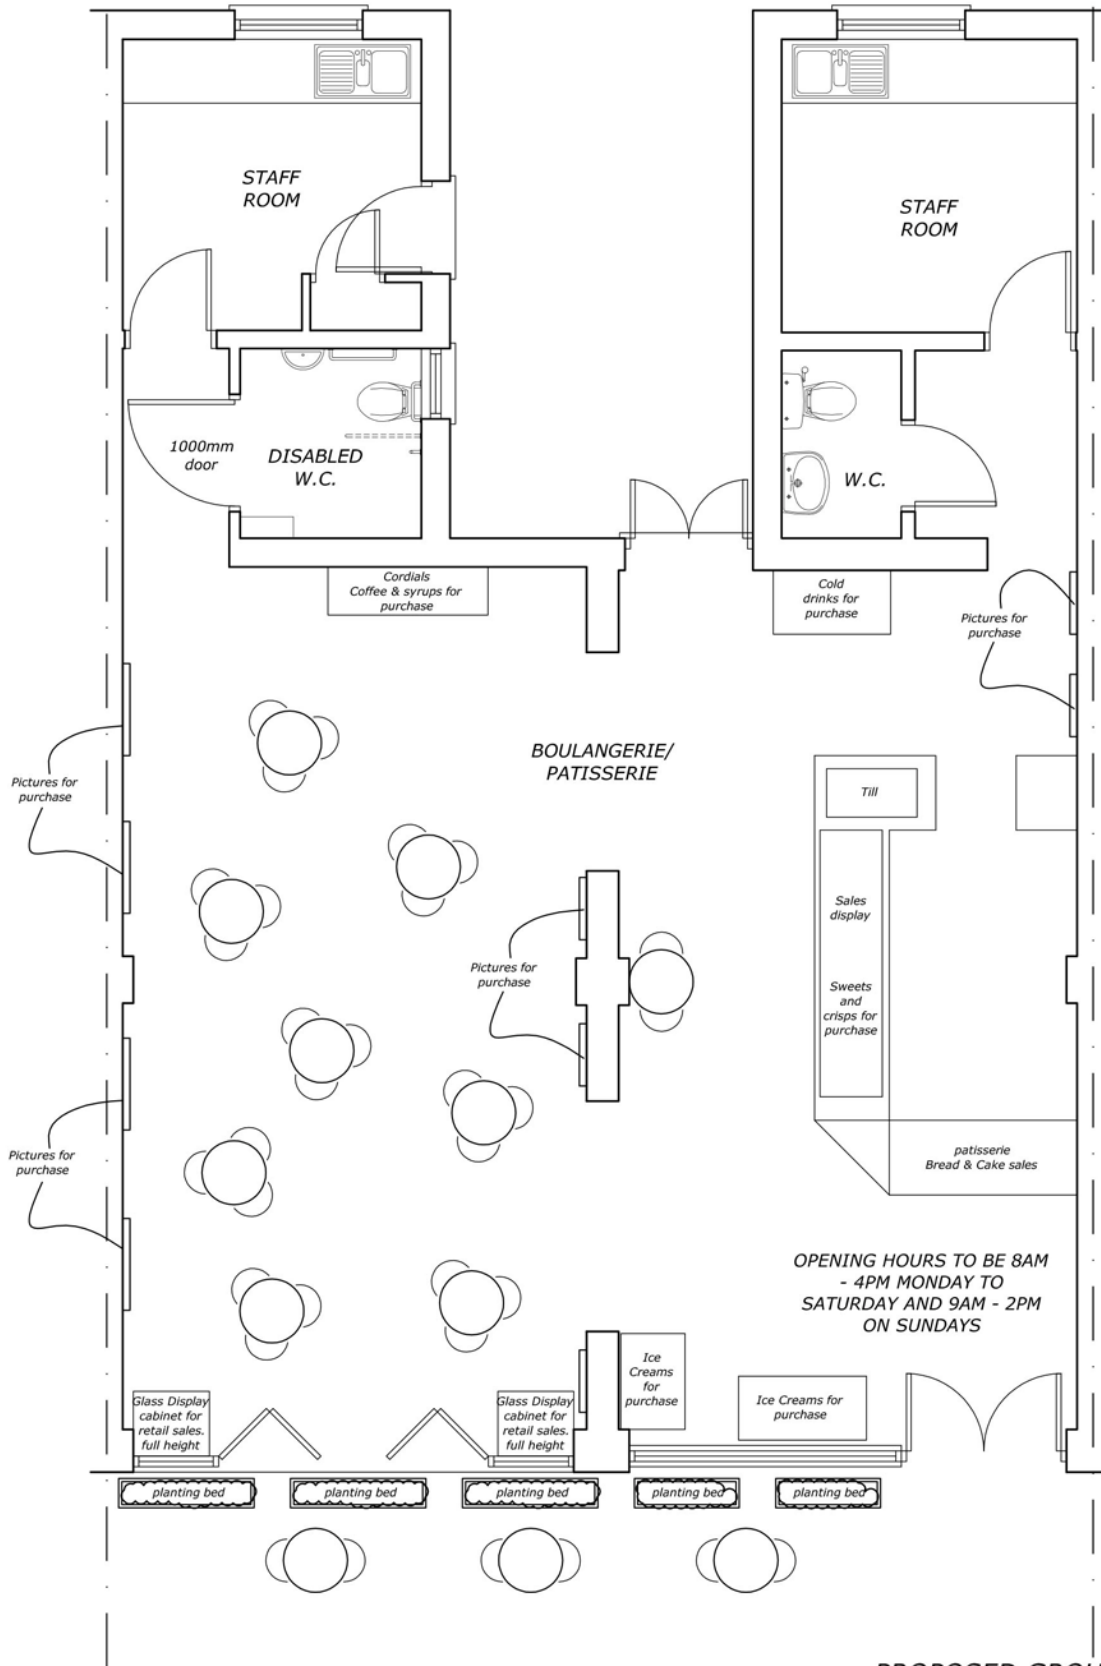 STAFF
ROOM
STAFF
ROOM
1000mm
door
DISABLED
W.C.
W.C.
Cordials
Coffee & syrups for
purchase
Cold
drinks for
purchase
Pictures for
purchase
BOULANGERIE/
PATISSERIE
Pictures for
purchase
Till
Sales
display
Pictures for
purchase
Sweets
and
crisps for
purchase
Pictures for
purchase
patisserie
Bread & Cake sales
OPENING HOURS TO BE 8AM
- 4PM MONDAY TO
SATURDAY AND 9AM - 2PM
ON SUNDAYS
Ice
Creams
for
purchase
Ice Creams for
purchase
Glass Display
cabinet for
retail sales.
full height
Glass Display
cabinet for
retail sales.
full height
planting bed
planting bed
planting bed
planting bed
planting bed
PROPOSED